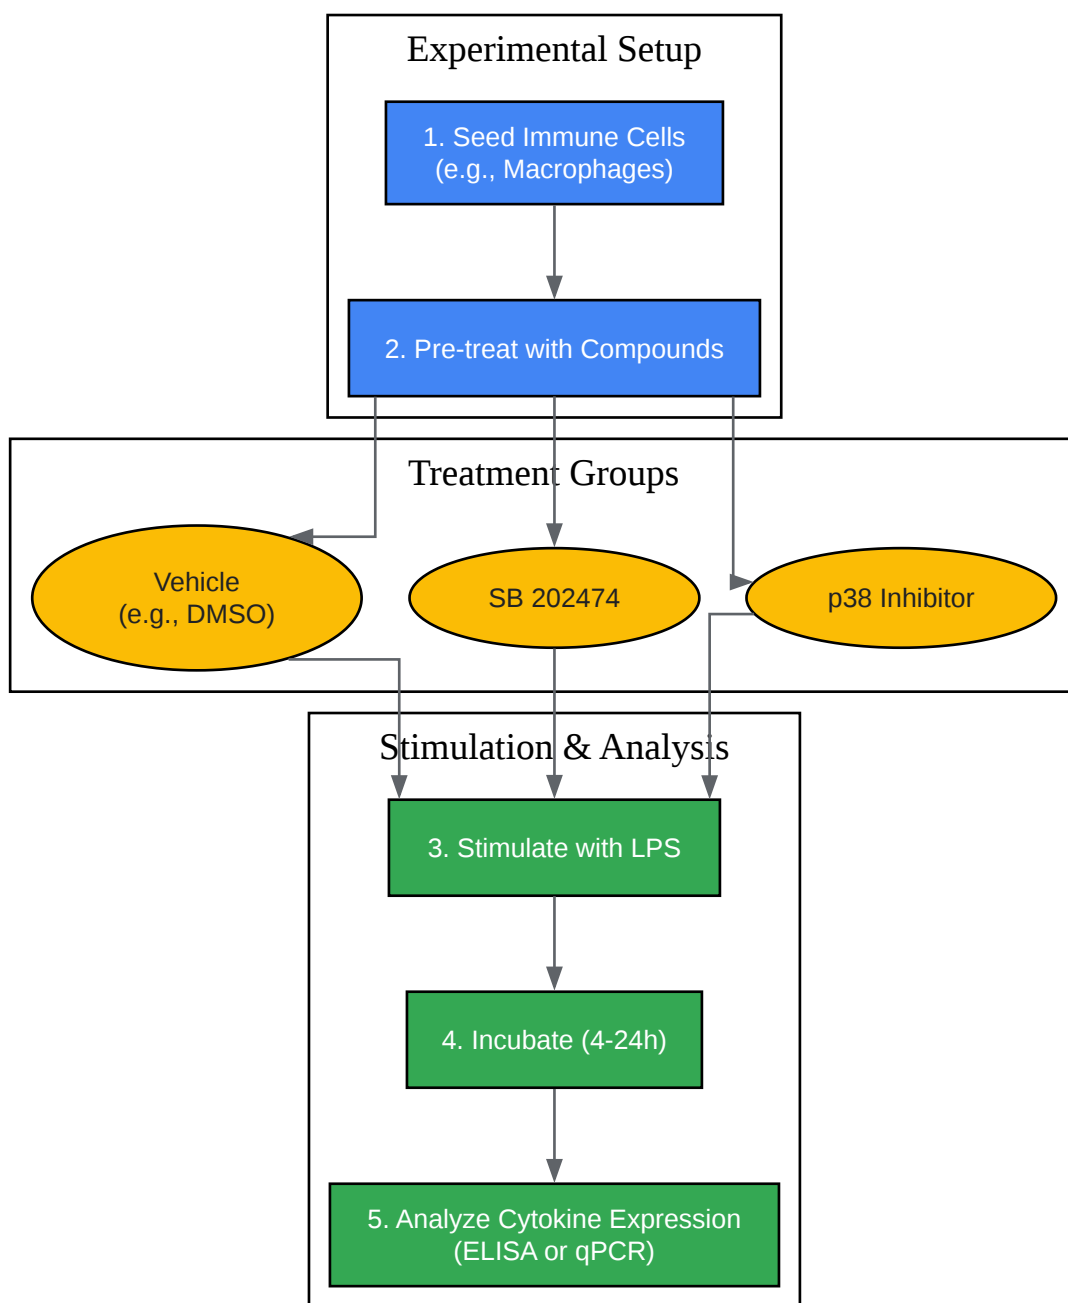 Experimental Setup
1. Seed Immune Cells
(e.g., Macrophages)
2. Pre-treat with Compounds
Treatment Groups
Vehicle
(e.g., DMSO)
SB 202474
p38 Inhibitor
Stimulation & Analysis
3. Stimulate with LPS
4. Incubate (4-24h)
5. Analyze Cytokine Expression
(ELISA or qPCR)